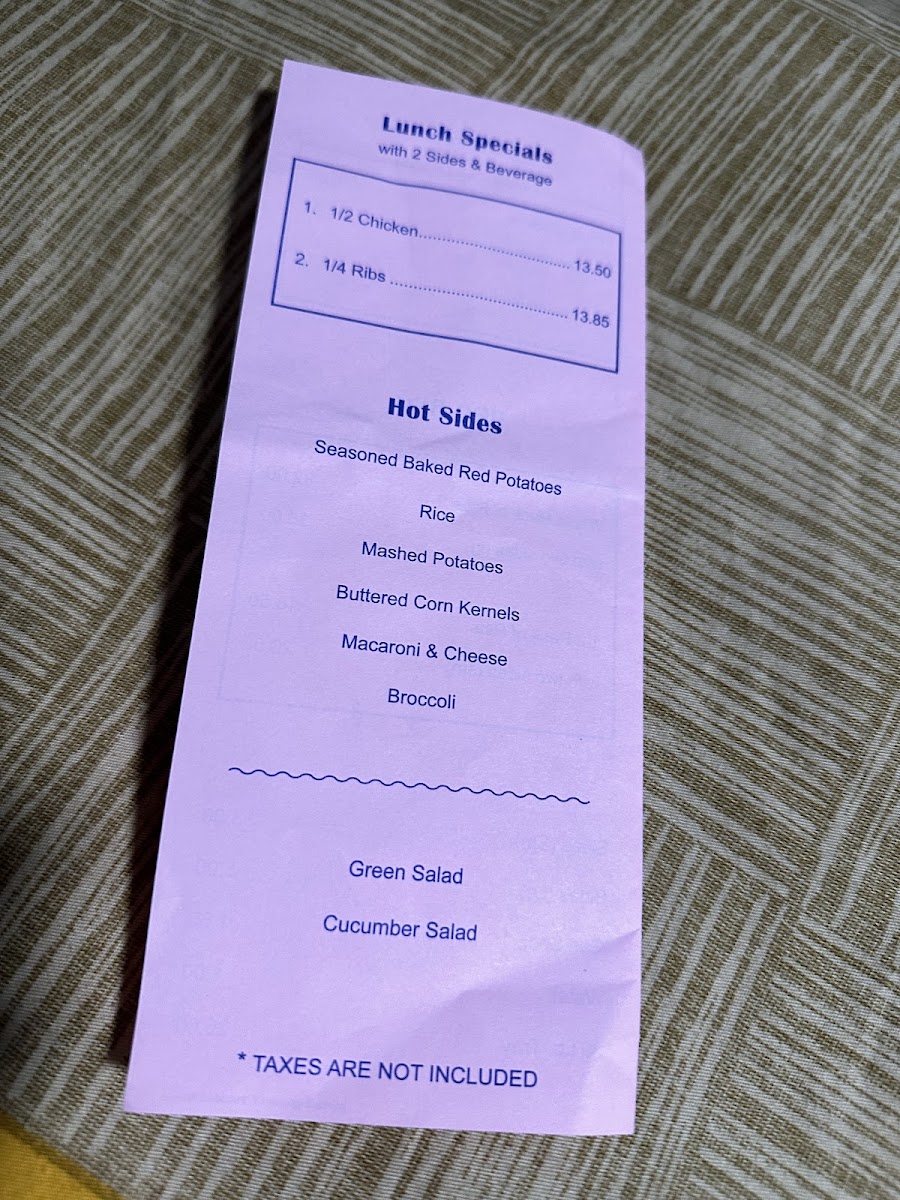 Lunch Specials
with 2 Sides & Beverage
1. 1/2 Chicken.................................. 13.50
2. 1/4 Ribs ....................................... 13.85
Hot Sides
Seasoned Baked Red Potatoes
Rice
Mashed Potatoes
Buttered Corn Kernels
Macaroni & Cheese
Broccoli
Green Salad
Cucumber Salad
* TAXES ARE NOT INCLUDED